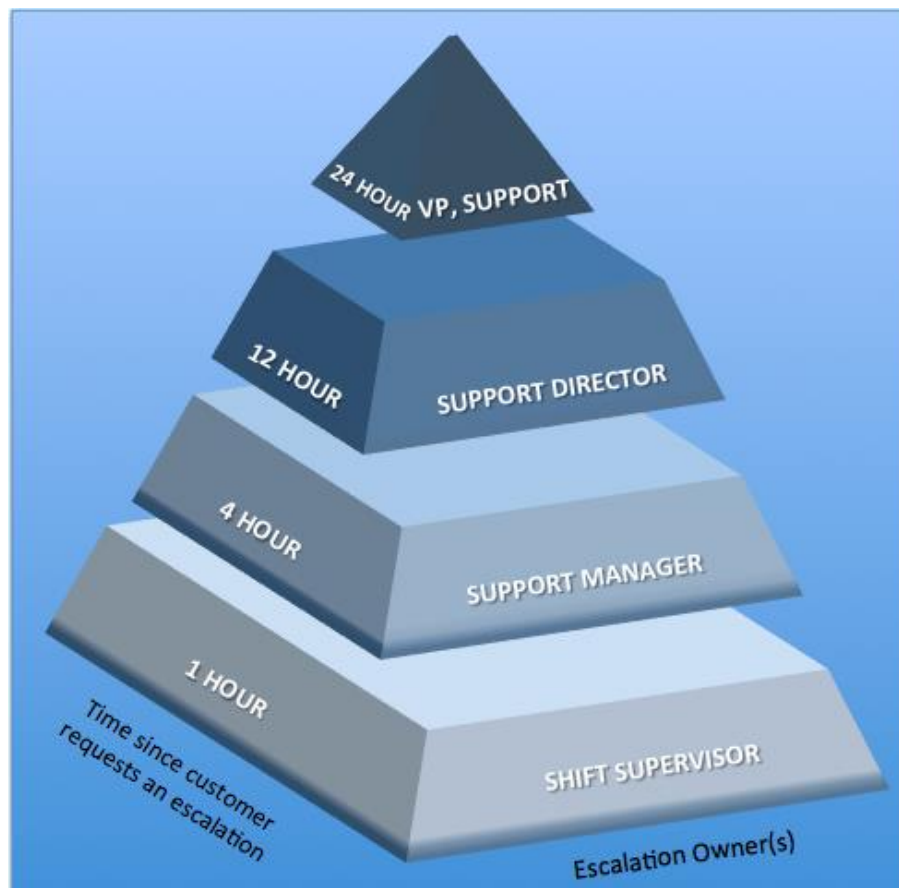 24 HOUR VP, SUPPORT
12 HOUR SUPPORT DIRECTOR
4 HOUR SUPPORT MANAGER
1 HOUR SHIFT SUPERVISOR
Time since customer
requests an escalation
Escalation Owner(s)